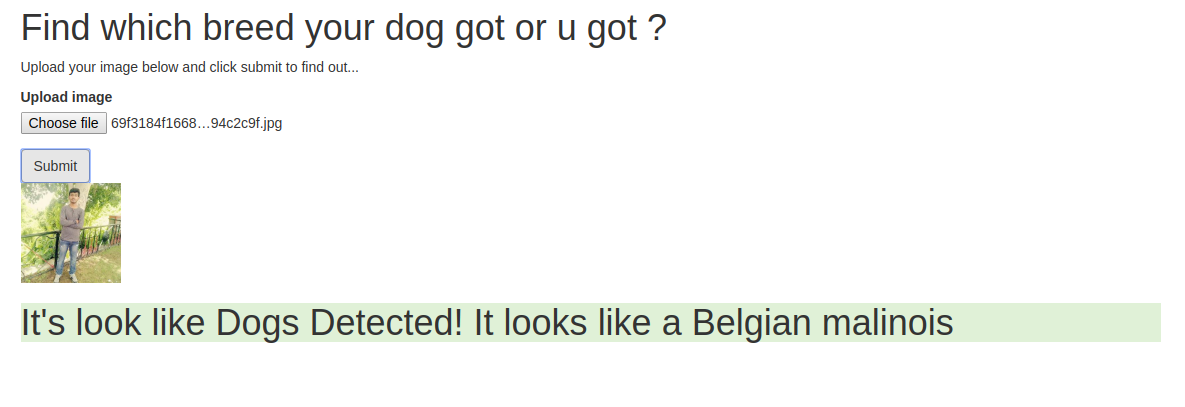 Find which breed your dog got or u got ?
Upload your image below and click submit to find out...
Upload image
Choose file 69f3184f1668…94c2c9f.jpg
Submit
It's look like Dogs Detected! It looks like a Belgian malinois